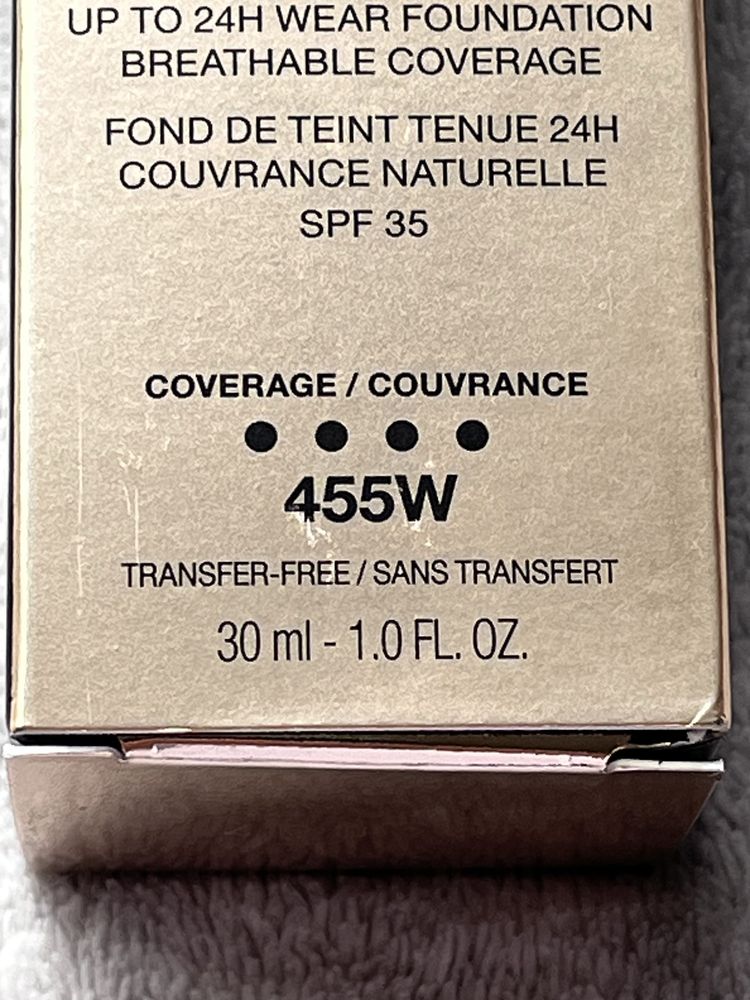 UP TO 24H WEAR FOUNDATION
BREATHABLE COVERAGE
FOND DE TEINT TENUE 24H
COUVRANCE NATURELLE
SPF 35
COVERAGE / COUVRANCE
455W
TRANSFER-FREE / SANS TRANSFERT
30 ml - 1.0 FL. OZ.